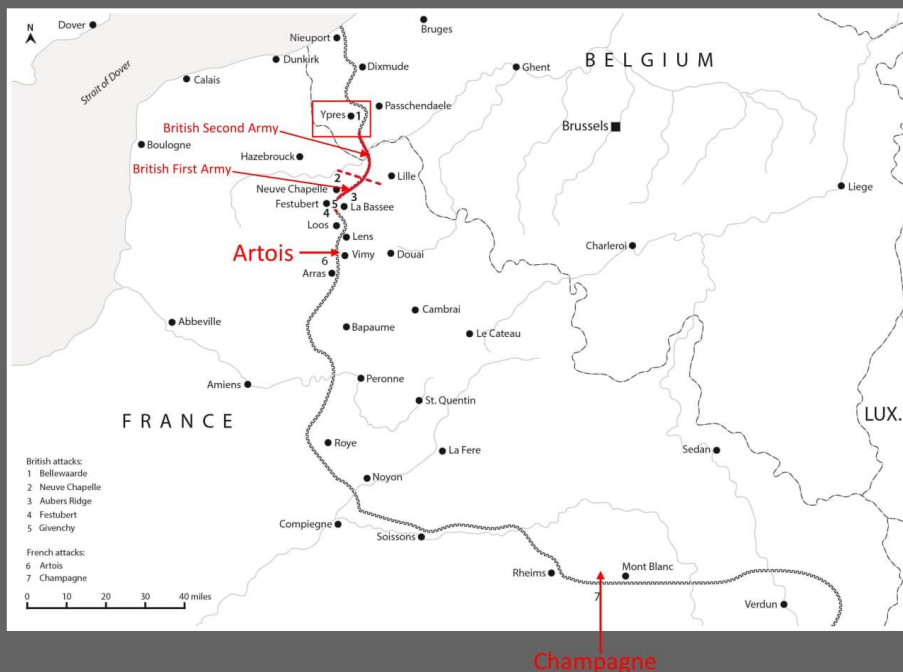 Dover
N
Bruges
Nieuport
Strait of Dover
Dunkirk
Dixmude
Ghent
BELGIUM
Calais
Ypres 1
Passchendaele
Brussels
British Second Army
Boulogne
Hazebrouck
British First Army
2
Lille
Liege
Neuve Chapelle
3
Festubert
5
La Bassee
4
Loos
Lens
Charleroi
Artois
Vimy
Douai
6
Arras
Cambrai
Abbeville
Bapaume
Le Cateau
Peronne
Amiens
St. Quentin
FRANCE
LUX.
Roye
La Fere
Sedan
British attacks:
1 Bellewaarde
2 Neuve Chapelle
3 Aubers Ridge
4 Festubert
5 Givenchy
Noyon
Compiegne
Soissons
French attacks:
6 Artois
7 Champagne
Rheims
Mont Blanc
7
0 10 20 30 40 miles
Verdun
Champagne